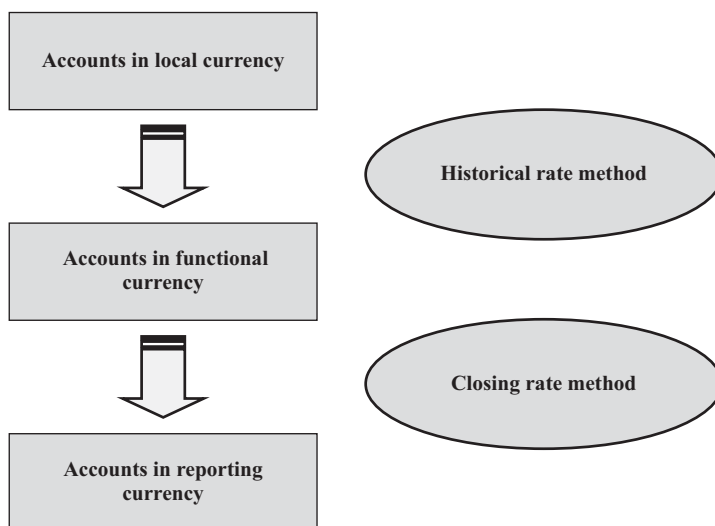 Accounts in local currency
Historical rate method
Accounts in functional
currency
Closing rate method
Accounts in reporting
currency